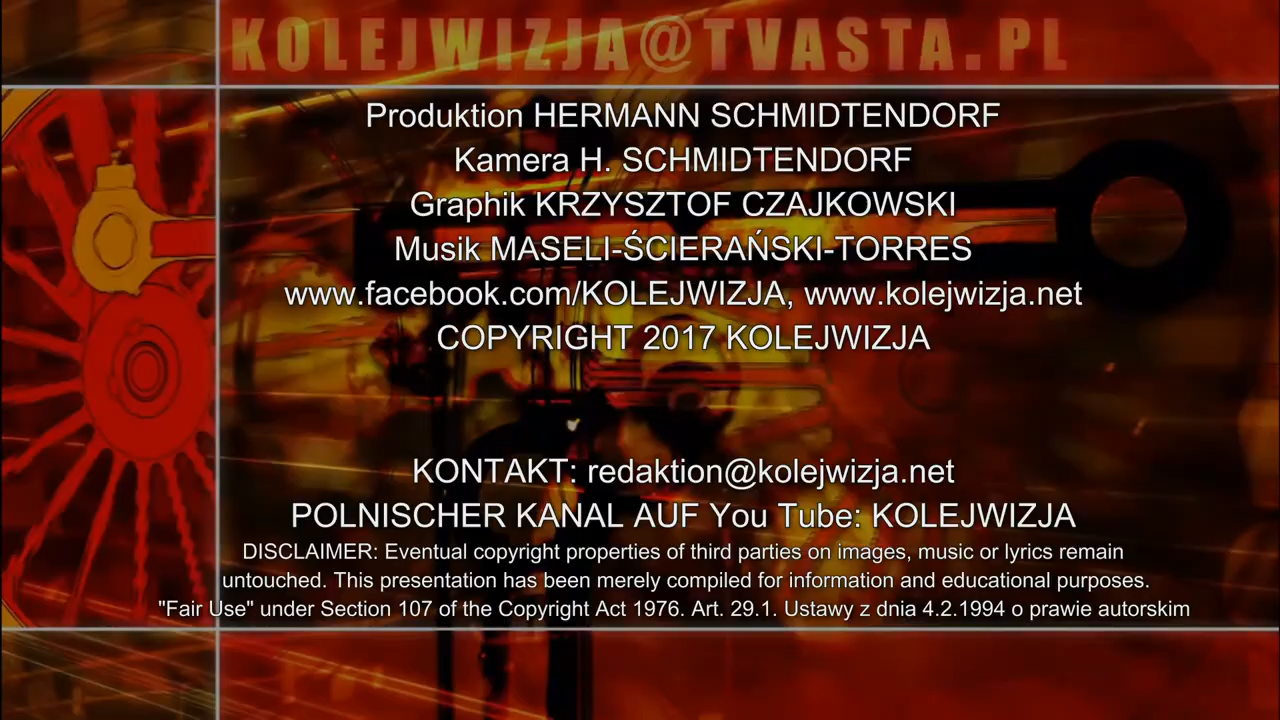 KOLEJWIZJA@TVASTA.PL
Produktion HERMANN SCHMIDTENDORF
Kamera H. SCHMIDTENDORF
Graphik KRZYSZTOF CZAJKOWSKI
Musik MASELI-ŚCIERAŃSKI-TORRES
www.facebook.com/KOLEJWIZJA, www.kolejwizja.net
COPYRIGHT 2017 KOLEJWIZJA
KONTAKT: redaktion@kolejwizja.net
POLNISCHER KANAL AUF You Tube: KOLEJWIZJA
DISCLAIMER: Eventual copyright properties of third parties on images, music or lyrics remain
untouched. This presentation has been merely compiled for information and educational purposes.
"Fair Use" under Section 107 of the Copyright Act 1976. Art. 29.1. Ustawy z dnia 4.2.1994 o prawie autorskim